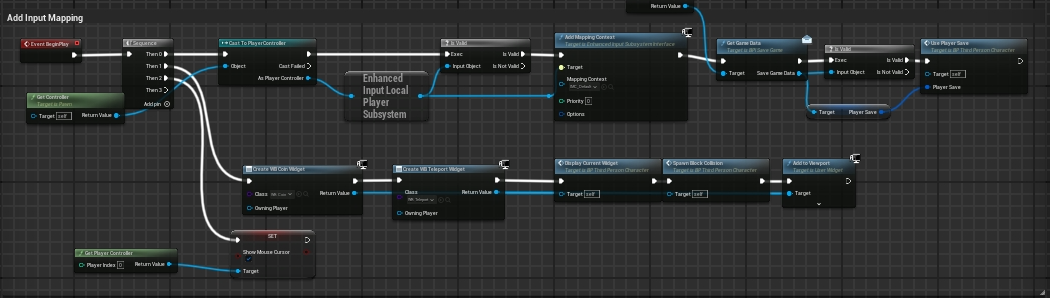 Return Value
Add Input Mapping
Event BeginPlay
Sequence
Then 0
Then 1
Then 2
Then 3
Add pin
Get Controller
Target is Pawn
Target self
Return Value
Cast To PlayerController
Object
Cast Failed
As Player Controller
Enhanced
Input Local
Player
Subsystem
Is Valid
Exec
Is Valid
Input Object
Is Not Valid
Add Mapping Context
Target is Enhanced Input Subsystem Interface
Target
Mapping Context
IMC_Default
Priority 0
Options
Get Game Data
Target is BPI Save Game
Target
Save Game Data
Is Valid
Exec
Is Valid
Input Object
Is Not Valid
Target
Player Save
Use Player Save
Target is BP Third Person Character
Target self
Player Save
Create WB Coin Widget
Class
WB Coin
Return Value
Owning Player
Create WB Teleport Widget
Class
WB Teleport
Return Value
Owning Player
Display Current Widget
Target is BP Third Person Character
Target self
Spawn Block Collision
Target is BP Third Person Character
Target self
Add to Viewport
Target is User Widget
Target
SET
Show Mouse Cursor
Target
Get Player Controller
Player Index 0
Return Value